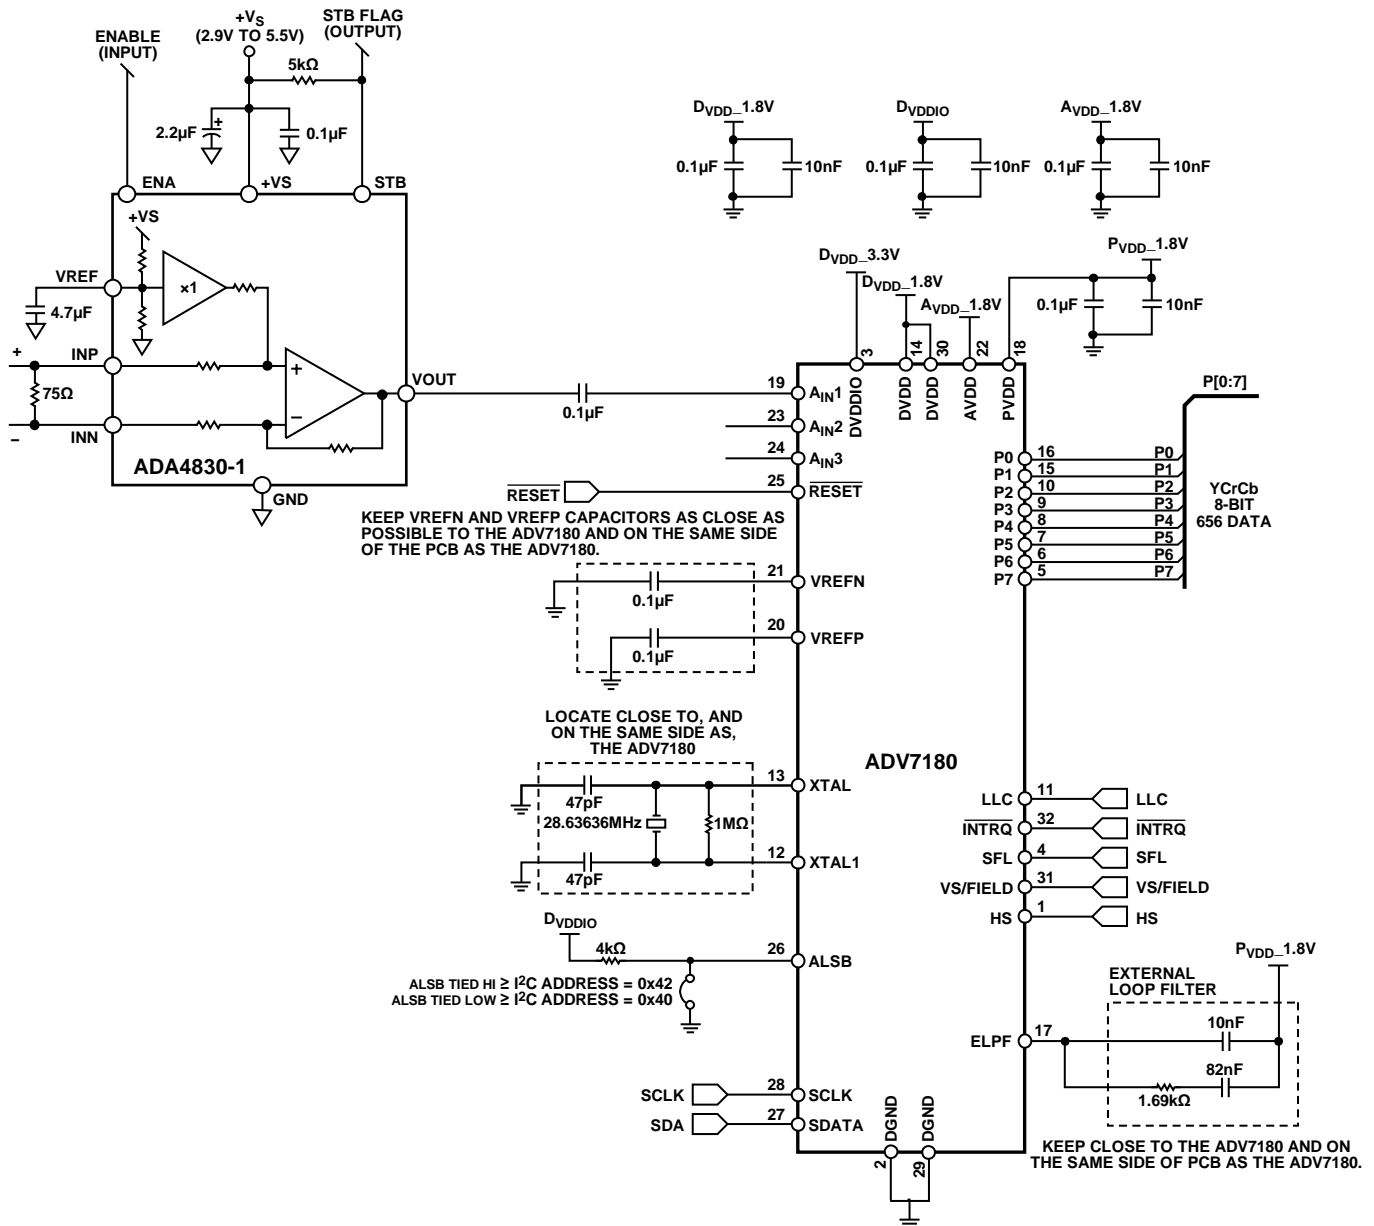 ENABLE
(INPUT)
+VS
(2.9V TO 5.5V)
STB FLAG
(OUTPUT)
5kΩ
2.2µF
+
0.1µF
ENA
+VS
STB
+VS
VREF
×1
4.7µF
+
INP
75Ω
INN
–
+
–
VOUT
ADA4830-1
GND
0.1µF
DVDD_1.8V
0.1µF
10nF
DVDDIO
0.1µF
10nF
AVDD_1.8V
0.1µF
10nF
DVDD_3.3V
DVDD_1.8V
AVDD_1.8V
PVDD_1.8V
0.1µF
10nF
3
14
30
22
18
DVDDIO
DVDD
DVDD
AVDD
PVDD
19
AIN1
23
AIN2
24
AIN3
RESET
25
RESET
KEEP VREFN AND VREFP CAPACITORS AS CLOSE AS
POSSIBLE TO THE ADV7180 AND ON THE SAME SIDE
OF THE PCB AS THE ADV7180.
21
VREFN
0.1µF
20
VREFP
0.1µF
P[0:7]
P0
16
P0
P1
15
P1
P2
10
P2
P3
9
P3
P4
8
P4
P5
7
P5
P6
6
P6
P7
5
P7
YCrCb
8-BIT
656 DATA
LOCATE CLOSE TO, AND
ON THE SAME SIDE AS,
THE ADV7180
13
XTAL
47pF
28.63636MHz
1MΩ
12
XTAL1
47pF
ADV7180
LLC
11
LLC
INTRQ
32
INTRQ
SFL
4
SFL
VS/FIELD
31
VS/FIELD
HS
1
HS
DVDDIO
4kΩ
26
ALSB
ALSB TIED HI ≥ I2C ADDRESS = 0x42
ALSB TIED LOW ≥ I2C ADDRESS = 0x40
PVDD_1.8V
EXTERNAL
LOOP FILTER
10nF
ELPF
17
82nF
1.69kΩ
KEEP CLOSE TO THE ADV7180 AND ON
THE SAME SIDE OF PCB AS THE ADV7180.
SCLK
28
SCLK
SDA
27
SDATA
DGND
DGND
2
29